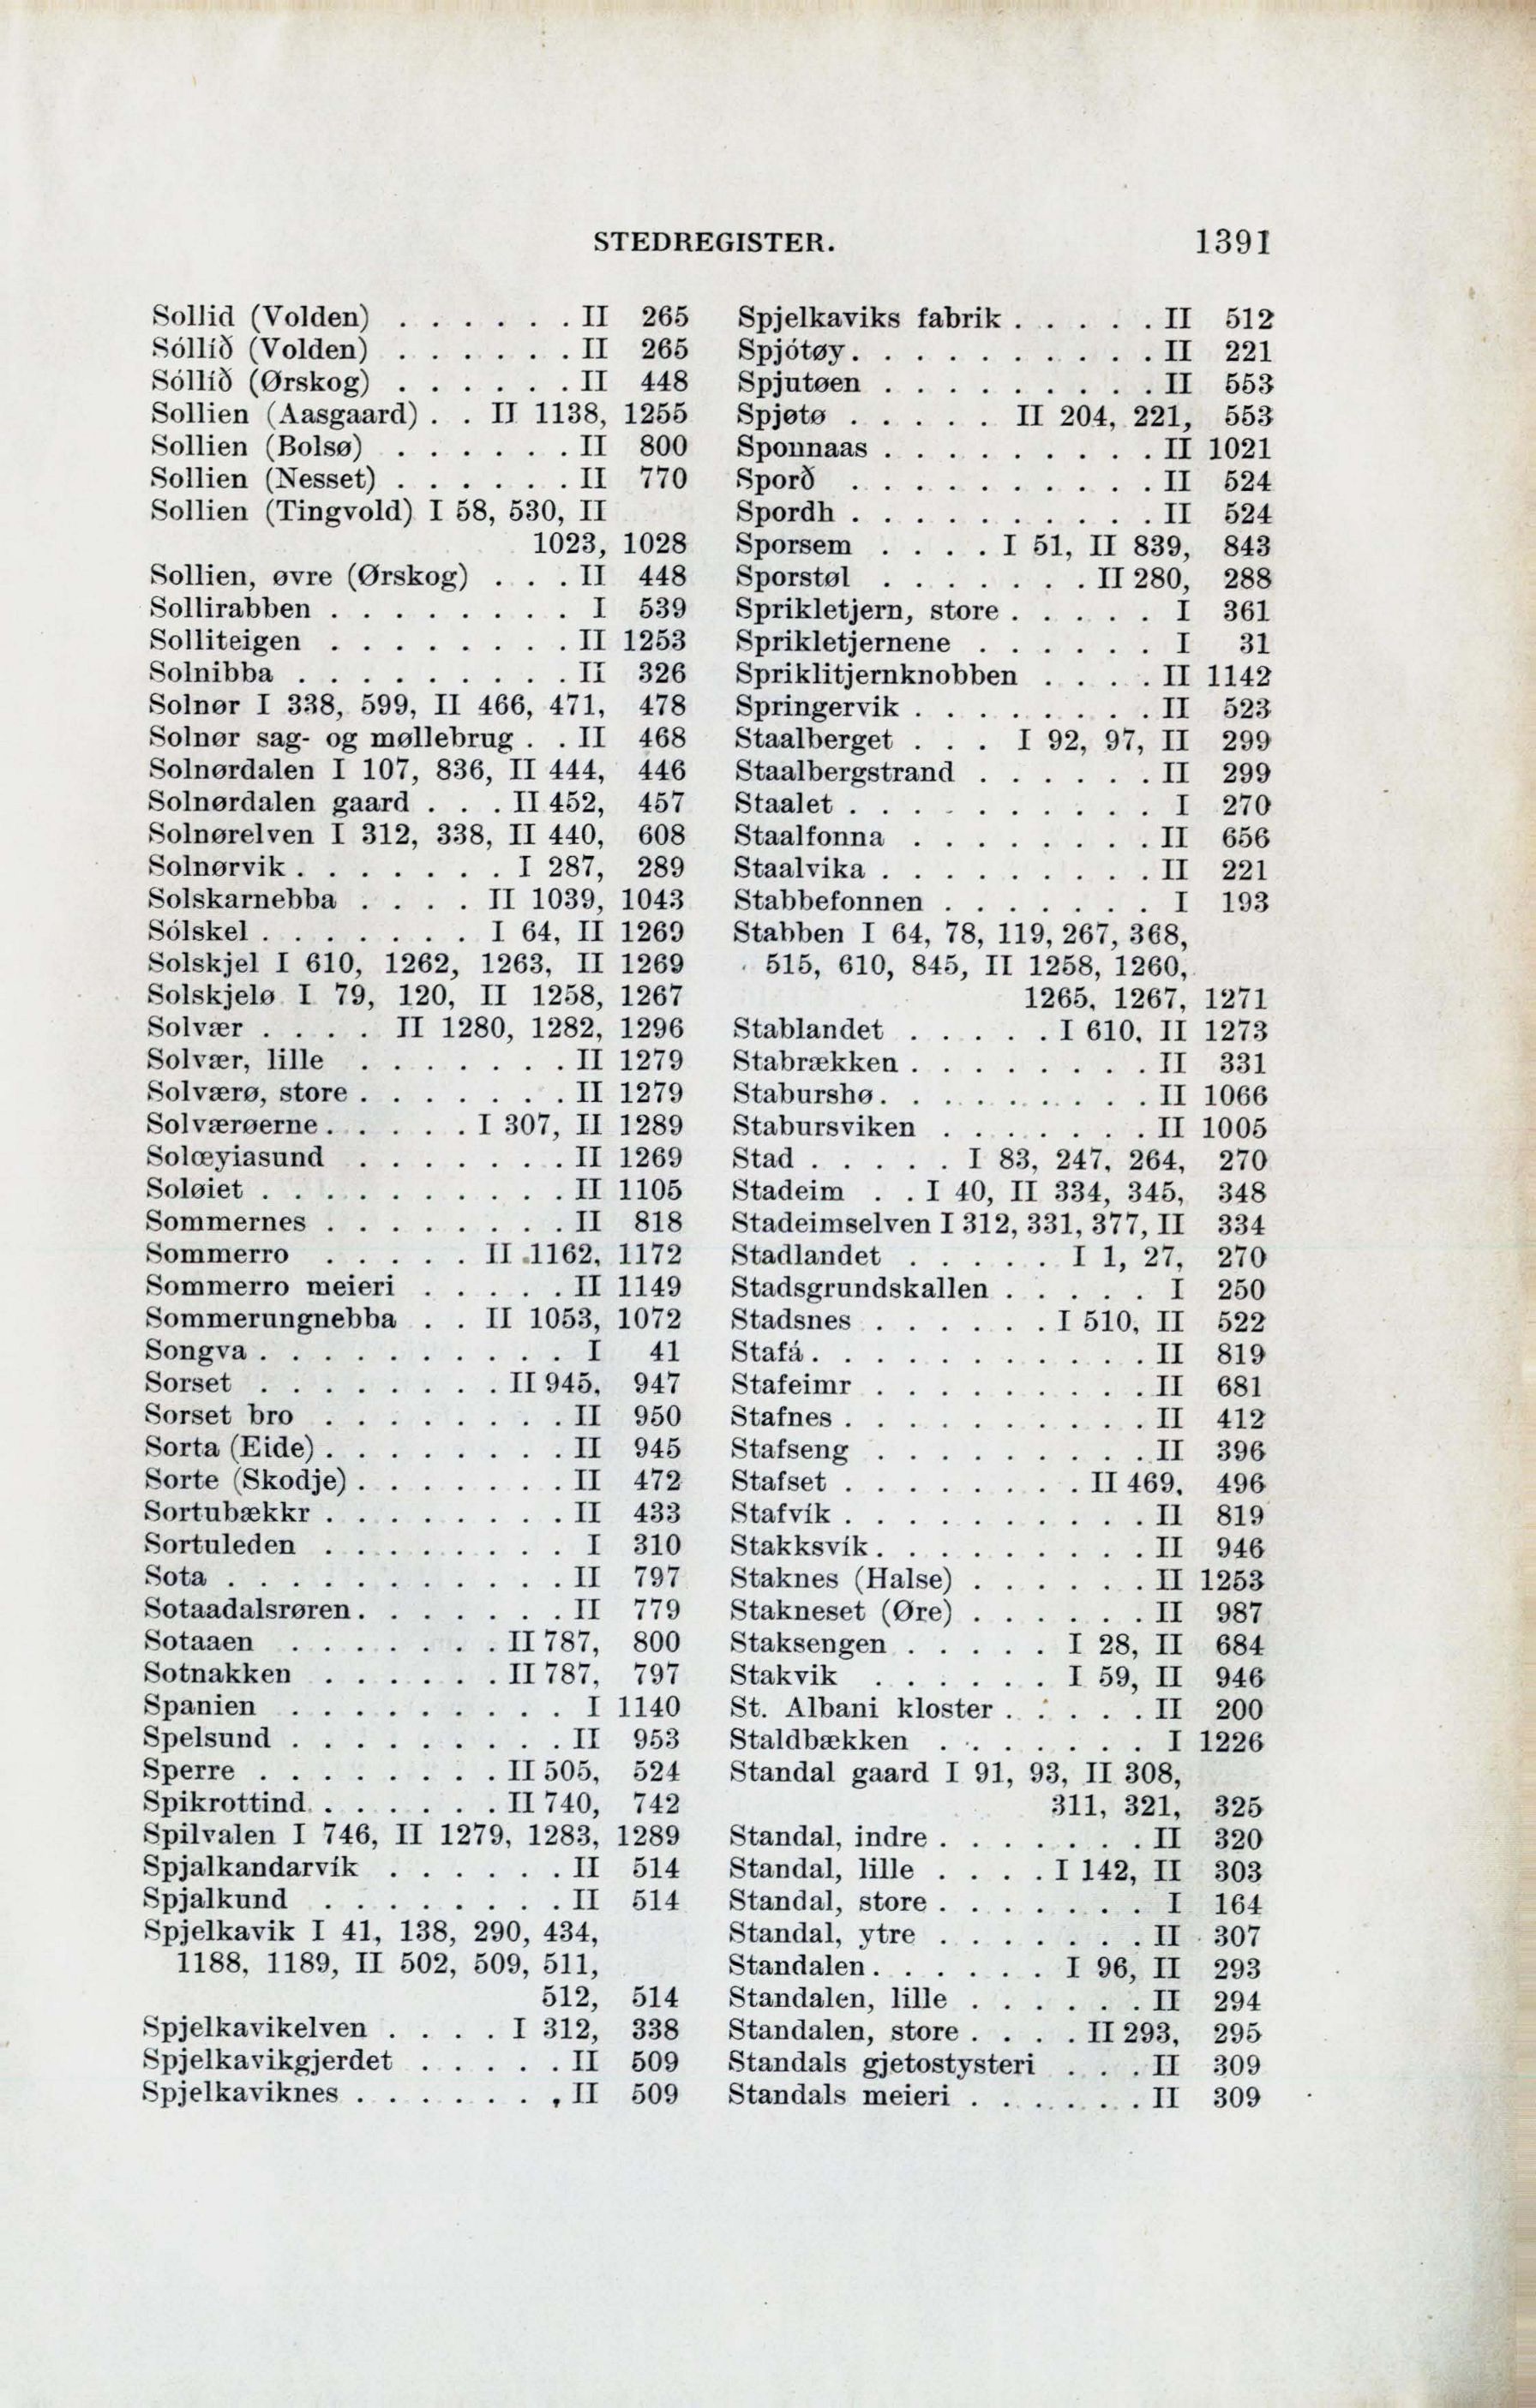 STEDREGISTER. 1391
Sollid (Volden) . . . . . . . II 265
Sóllið (Volden) . . . . . . . II 265
Sóllið (Ørskog) . . . . . . . II 448
Sollien (Aasgaard) . . II 1138, 1255
Sollien (Bolsø) . . . . . . . II 800
Sollien (Nesset) . . . . . . . II 770
Sollien (Tingvold) I 58, 530, II
1023, 1028
Sollien, øvre (Ørskog) . . . II 448
Sollirabben . . . . . . . . I 539
Solliteigen . . . . . . . . II 1253
Solnibba . . . . . . . . . II 326
Solnør I 338, 599, II 466, 471, 478
Solnør sag- og møllebrug . . II 468
Solnørdalen I 107, 836, II 444, 446
Solnørdalen gaard . . . II 452, 457
Solnørelven I 312, 338, II 440, 608
Solnørvik . . . . . . . I 287, 289
Solskarnebba . . . . II 1039, 1043
Sólskel . . . . . . . I 64, II 1269
Solskjel I 610, 1262, 1263, II 1269
Solskjelø I 79, 120, II 1258, 1267
Solvær . . . . II 1280, 1282, 1296
Solvær, lille . . . . . . . II 1279
Solværø, store . . . . . . . II 1279
Solværøerne . . . . . I 307, II 1289
Solœyiasund . . . . . . . II 1269
Soløiet . . . . . . . . . . II 1105
Sommernes . . . . . . . . II 818
Sommerro . . . . . II 1162, 1172
Sommerro meieri . . . . . II 1149
Sommerungnebba . . II 1053, 1072
Songva . . . . . . . . . . . I 41
Sorset . . . . . . . . II 945, 947
Sorset bro . . . . . . . . II 950
Sorta (Eide) . . . . . . . . II 945
Sorte (Skodje) . . . . . . . II 472
Sortubækkr . . . . . . . . II 433
Sortuleden . . . . . . . . . I 310
Sota . . . . . . . . . . . II 797
Sotaadalsrøren . . . . . . . II 779
Sotaaen . . . . . . . II 787, 800
Sotnakken . . . . . . II 787, 797
Spanien . . . . . . . . . I 1140
Spelsund . . . . . . . . . II 953
Sperre . . . . . . . . II 505, 524
Spikrottind . . . . . . II 740, 742
Spilvalen I 746, II 1279, 1283, 1289
Spjalkandarvík . . . . . . II 514
Spjalkund . . . . . . . . II 514
Spjelkavik I 41, 138, 290, 434,
1188, 1189, II 502, 509, 511,
512, 514
Spjelkavikelven . . . . I 312, 338
Spjelkavikgjerdet . . . . . II 509
Spjelkaviknes . . . . . . . II 509
Spjelkaviks fabrik . . . . . II 512
Spjótøy . . . . . . . . . . II 221
Spjutøen . . . . . . . . . II 553
Spjøtø . . . . . II 204, 221, 553
Sponnaas . . . . . . . . . II 1021
Sporð . . . . . . . . . . . II 524
Spordh . . . . . . . . . . II 524
Sporsem . . . . I 51, II 839, 843
Sporstøl . . . . . . . II 280, 288
Sprikletjern, store . . . . . I 361
Sprikletjernene . . . . . . I 31
Spriklitjernknobben . . . . II 1142
Springervik . . . . . . . . II 523
Staalberget . . . I 92, 97, II 299
Staalbergstrand . . . . . . II 299
Staalet . . . . . . . . . . . I 270
Staalfonna . . . . . . . . II 656
Staalvika . . . . . . . . . II 221
Stabbefonnen . . . . . . . I 193
Stabben I 64, 78, 119, 267, 368,
515, 610, 845, II 1258, 1260,
1265, 1267, 1271
Stablandet . . . . . I 610, II 1273
Stabrækken . . . . . . . . II 331
Staburshø . . . . . . . . . II 1066
Stabursviken . . . . . . . II 1005
Stad . . . . . I 83, 247, 264, 270
Stadeim . . I 40, II 334, 345, 348
Stadeimselven I 312, 331, 377, II 334
Stadlandet . . . . . I 1, 27, 270
Stadsgrundskallen . . . . . I 250
Stadsnes . . . . . . I 510, II 522
Stafá . . . . . . . . . . . II 819
Stafeimr . . . . . . . . . II 681
Stafnes . . . . . . . . . . II 412
Stafseng . . . . . . . . . II 396
Stafset . . . . . . . . II 469, 496
Stafvík . . . . . . . . . . II 819
Stakksvík . . . . . . . . . II 946
Staknes (Halse) . . . . . . II 1253
Stakneset (Øre) . . . . . . II 987
Staksengen . . . . . I 28, II 684
Stakvik . . . . . . I 59, II 946
St. Albani kloster . . . . . II 200
Staldbækken . . . . . . . I 1226
Standal gaard I 91, 93, II 308,
311, 321, 325
Standal, indre . . . . . . . II 320
Standal, lille . . . . I 142, II 303
Standal, store . . . . . . . I 164
Standal, ytre . . . . . . . II 307
Standalen . . . . . . I 96, II 293
Standalen, lille . . . . . . II 294
Standalen, store . . . . II 293, 295
Standals gjetostysteri . . . II 309
Standals meieri . . . . . . II 309